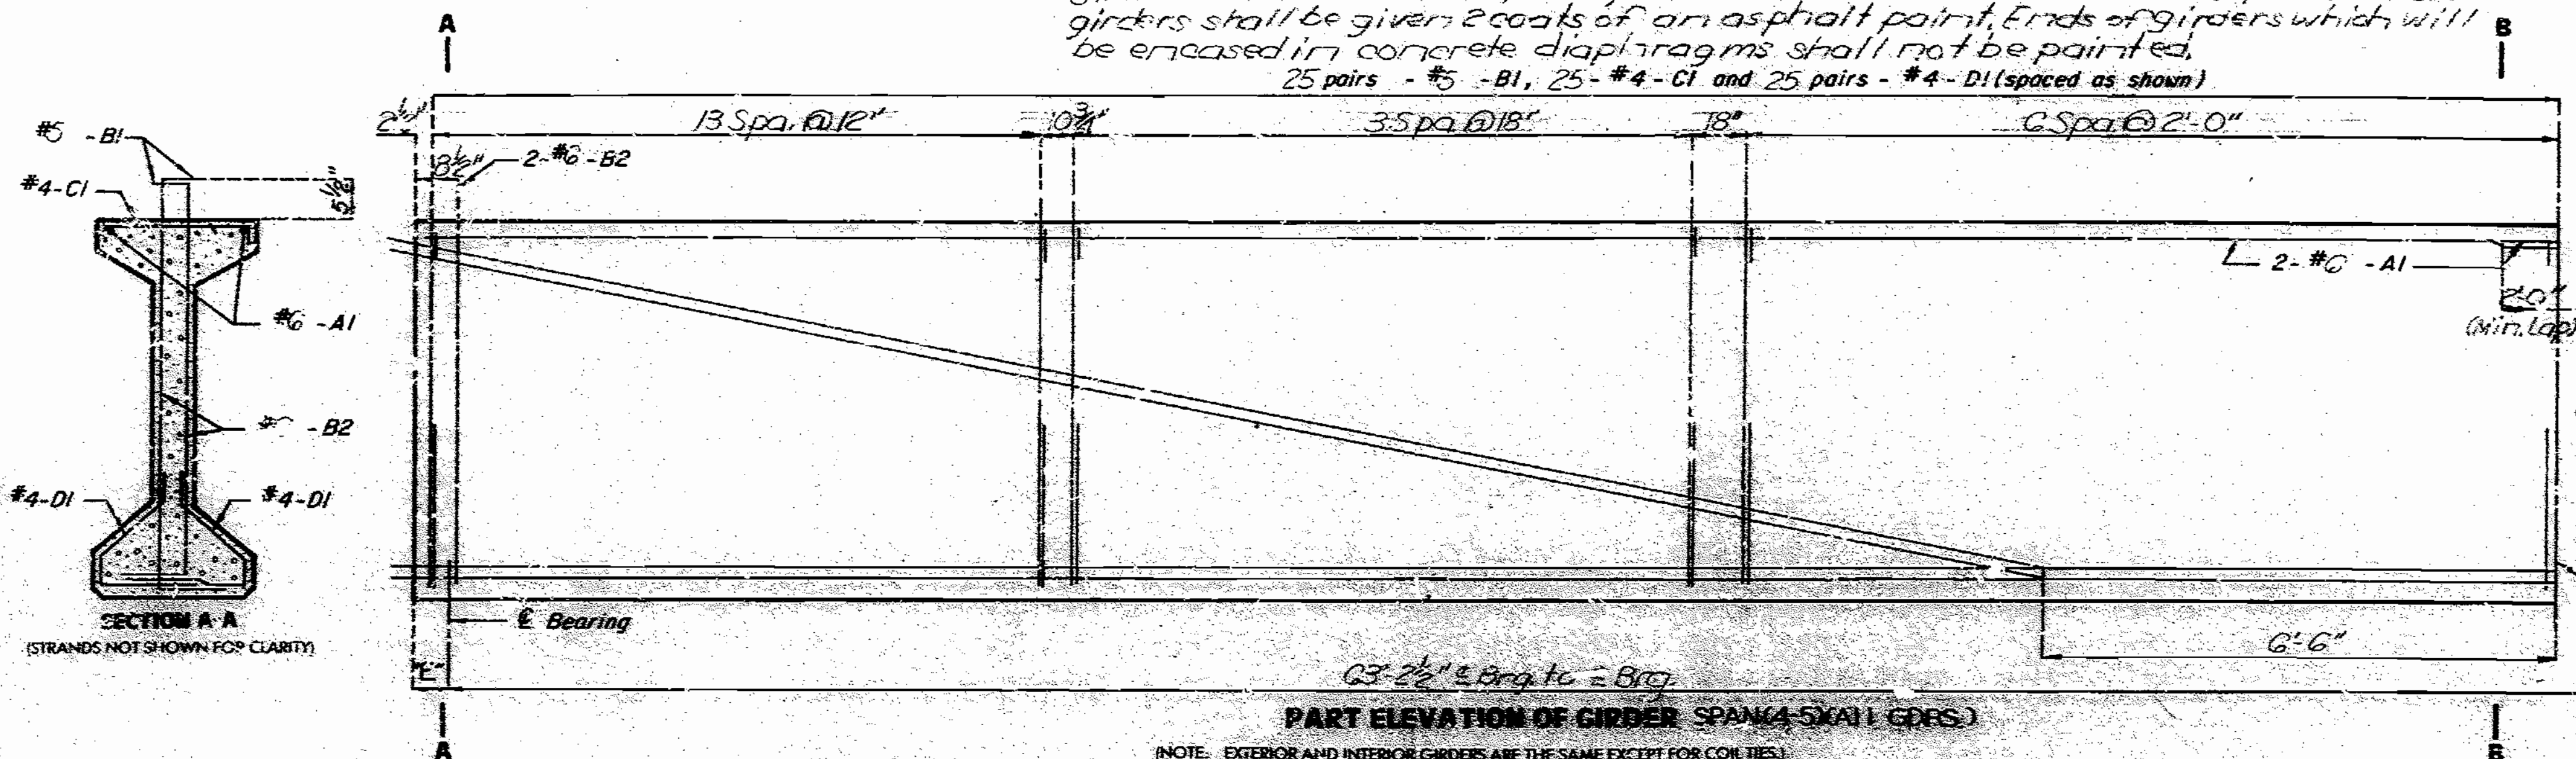 girders shall be given 2 coats of an asphalt paint. Ends of girders which will
be encased in concrete diaphragms shall not be painted.
25 pairs - #5 - B1, 25 - #4 - C1 and 25 pairs - #4 - D1 (spaced as shown)
A
B
2½"
13 Spa. @ 12"
10¾"
3 Spa @ 18"
18"
6 Spa @ 2'-0"
8½"
2-#6 -B2
#5 -B1
#4-C1
5½"
#6 -A1
-B2
#4-D1
#4-D1
2-#6 -A1
2'-0"
(Min. Lap)
SECTION A A
(STRANDS NOT SHOWN FOR CLARITY)
℄ Bearing
6'-6"
63'-2½" ℄ Brg. to ℄ Brg.
PART ELEVATION OF GIRDER SPAN(4-5)(All GDRS.)
(NOTE: EXTERIOR AND INTERIOR GIRDERS ARE THE SAME EXCEPT FOR COIL TIES.)
A
B